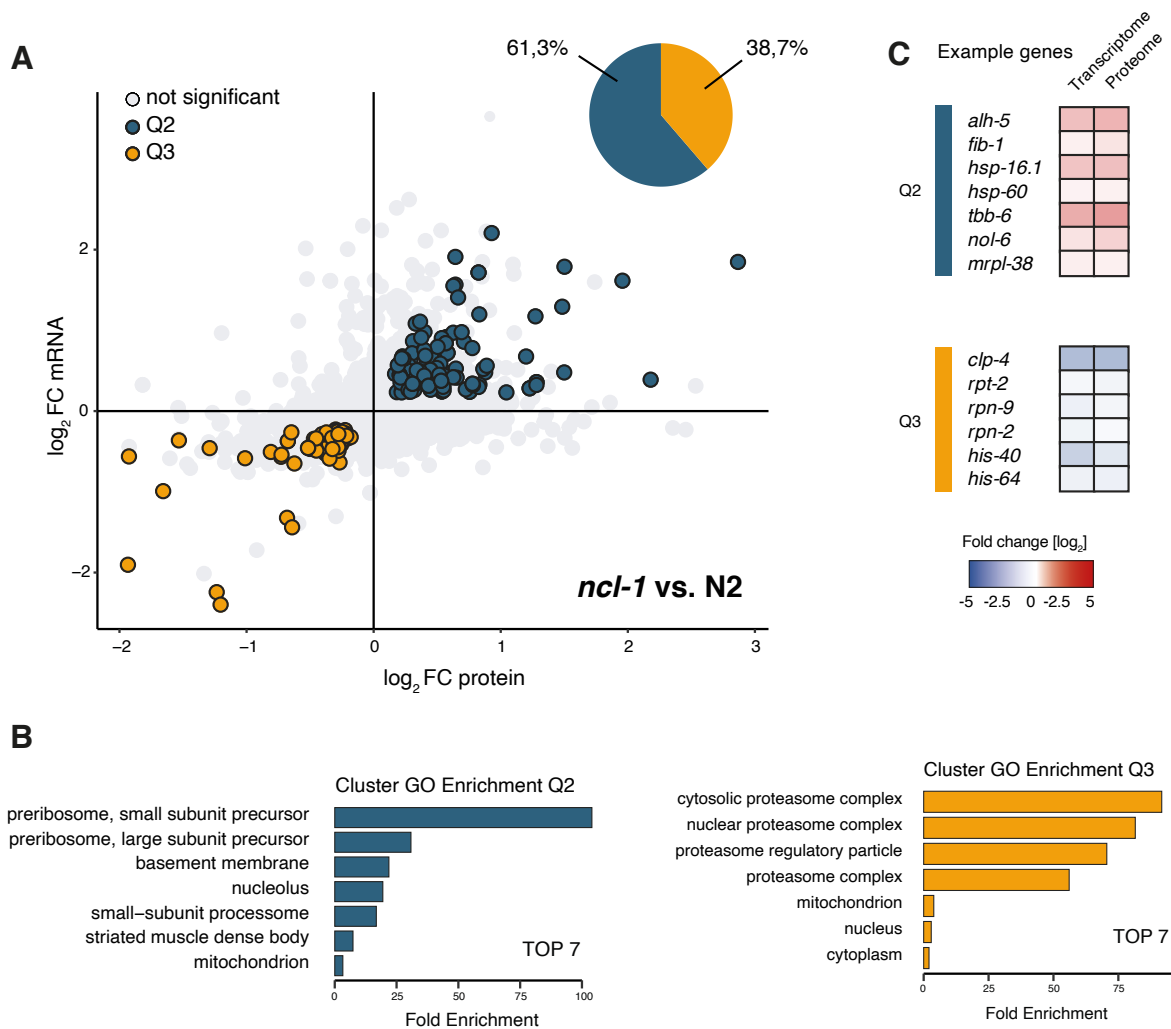 A
61,3%
38,7%
not significant
Q2
Q3
2
0
−2
log2 FC mRNA
ncl-1 vs. N2
−2
−1
0
1
2
3
log2 FC protein
C
Example genes
Transcriptome
Proteome
Q2
alh-5
fib-1
hsp-16.1
hsp-60
tbb-6
nol-6
mrpl-38
Q3
clp-4
rpt-2
rpn-9
rpn-2
his-40
his-64
Fold change [log2]
-5 -2.5 0 -2.5 5
B
Cluster GO Enrichment Q2
preribosome, small subunit precursor
preribosome, large subunit precursor
basement membrane
nucleolus
small−subunit processome
striated muscle dense body
mitochondrion
TOP 7
0 25 50 75 100
Fold Enrichment
Cluster GO Enrichment Q3
cytosolic proteasome complex
nuclear proteasome complex
proteasome regulatory particle
proteasome complex
mitochondrion
nucleus
cytoplasm
TOP 7
0 25 50 75
Fold Enrichment